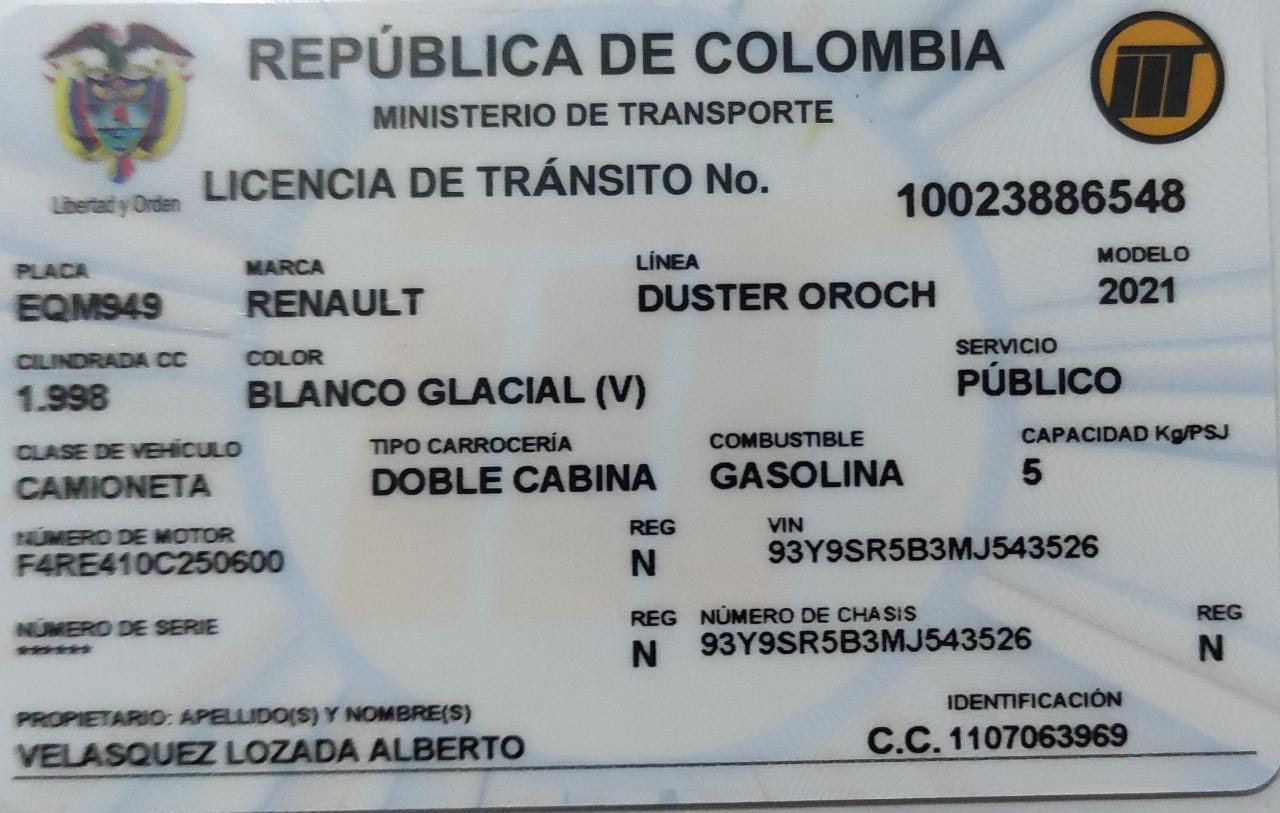 REPÚBLICA DE COLOMBIA
MINISTERIO DE TRANSPORTE
Libertad y Orden
LICENCIA DE TRÁNSITO No. 10023886548
PLACA MARCA LÍNEA MODELO
EQM949 RENAULT DUSTER OROCH 2021
CILINDRADA CC COLOR SERVICIO
1.998 BLANCO GLACIAL (V) PÚBLICO
CLASE DE VEHÍCULO TIPO CARROCERÍA COMBUSTIBLE CAPACIDAD Kg/PSJ
CAMIONETA DOBLE CABINA GASOLINA 5
NÚMERO DE MOTOR REG VIN
F4RE410C250600 N 93Y9SR5B3MJ543526
NÚMERO DE SERIE REG NÚMERO DE CHASIS REG
****** N 93Y9SR5B3MJ543526 N
PROPIETARIO: APELLIDO(S) Y NOMBRE(S) IDENTIFICACIÓN
VELASQUEZ LOZADA ALBERTO C.C. 1107063969